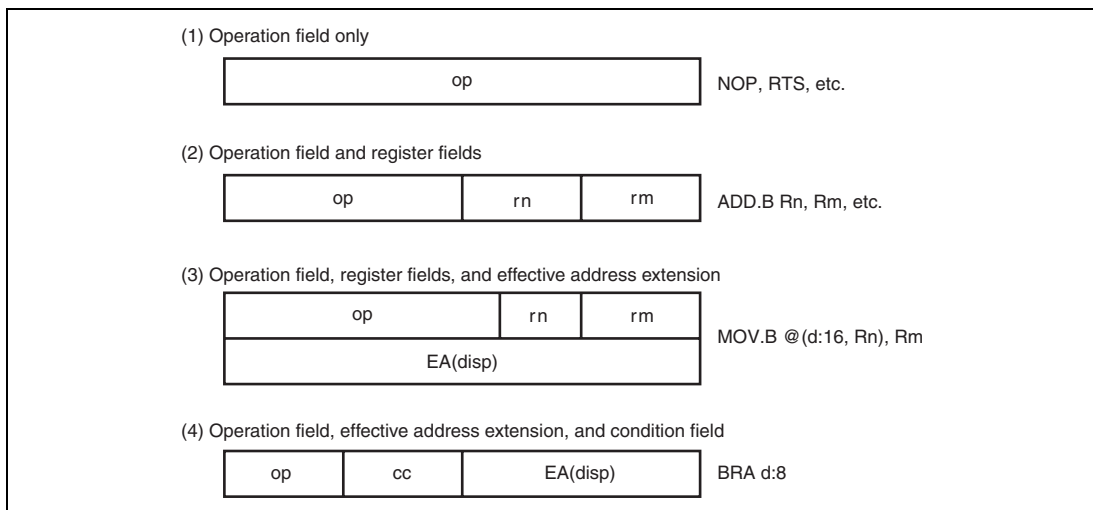 (1) Operation field only
op
NOP, RTS, etc.
(2) Operation field and register fields
op rn rm
ADD.B Rn, Rm, etc.
(3) Operation field, register fields, and effective address extension
op rn rm
EA(disp)
MOV.B @(d:16, Rn), Rm
(4) Operation field, effective address extension, and condition field
op cc EA(disp)
BRA d:8